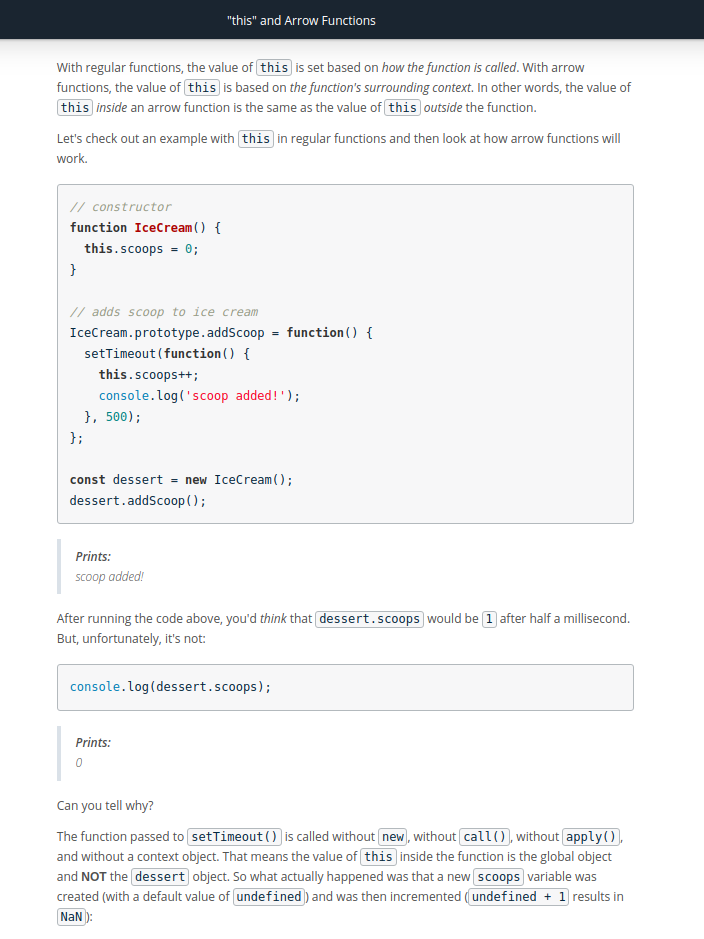 "this" and Arrow Functions
With regular functions, the value of this is set based on how the function is called. With arrow
functions, the value of this is based on the function's surrounding context. In other words, the value of
this inside an arrow function is the same as the value of this outside the function.
Let's check out an example with this in regular functions and then look at how arrow functions will
work.
// constructor
function IceCream() {
  this.scoops = 0;
}
// adds scoop to ice cream
IceCream.prototype.addScoop = function() {
  setTimeout(function() {
    this.scoops++;
    console.log('scoop added!');
  }, 500);
};
const dessert = new IceCream();
dessert.addScoop();
Prints:
scoop added!
After running the code above, you'd think that dessert.scoops would be 1 after half a millisecond.
But, unfortunately, it's not:
console.log(dessert.scoops);
Prints:
0
Can you tell why?
The function passed to setTimeout() is called without new, without call(), without apply(),
and without a context object. That means the value of this inside the function is the global object
and NOT the dessert object. So what actually happened was that a new scoops variable was
created (with a default value of undefined) and was then incremented (undefined + 1 results in
NaN):